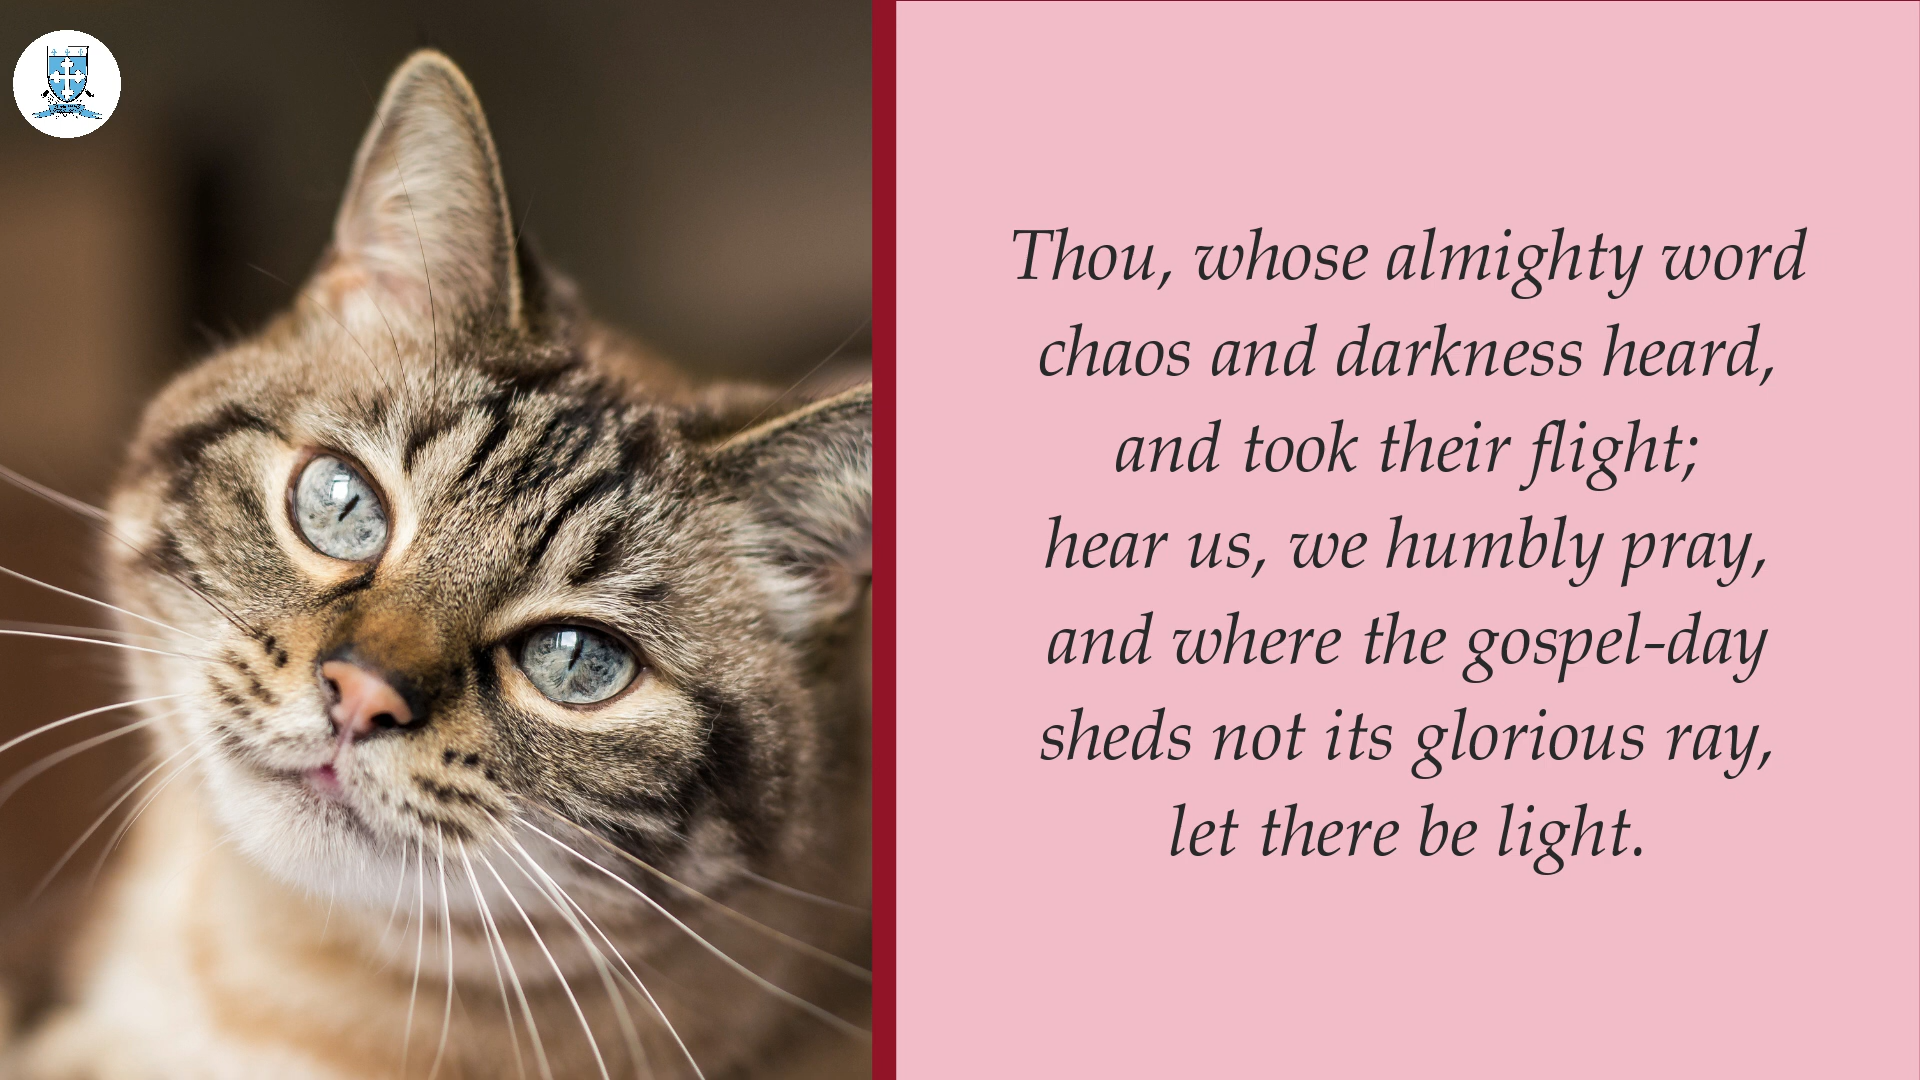 Thou, whose almighty word
chaos and darkness heard,
and took their flight;
hear us, we humbly pray,
and where the gospel-day
sheds not its glorious ray,
let there be light.